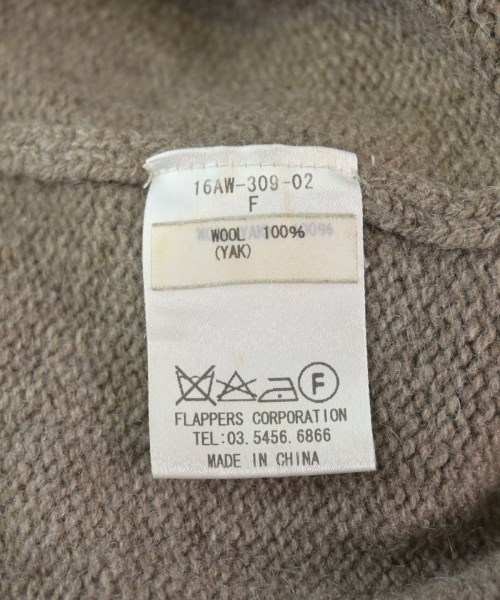 16AW-309-02
F
WOOL 100%
(YAK)
F
FLAPPERS CORPORATION
TEL:03.5456.6866
MADE IN CHINA